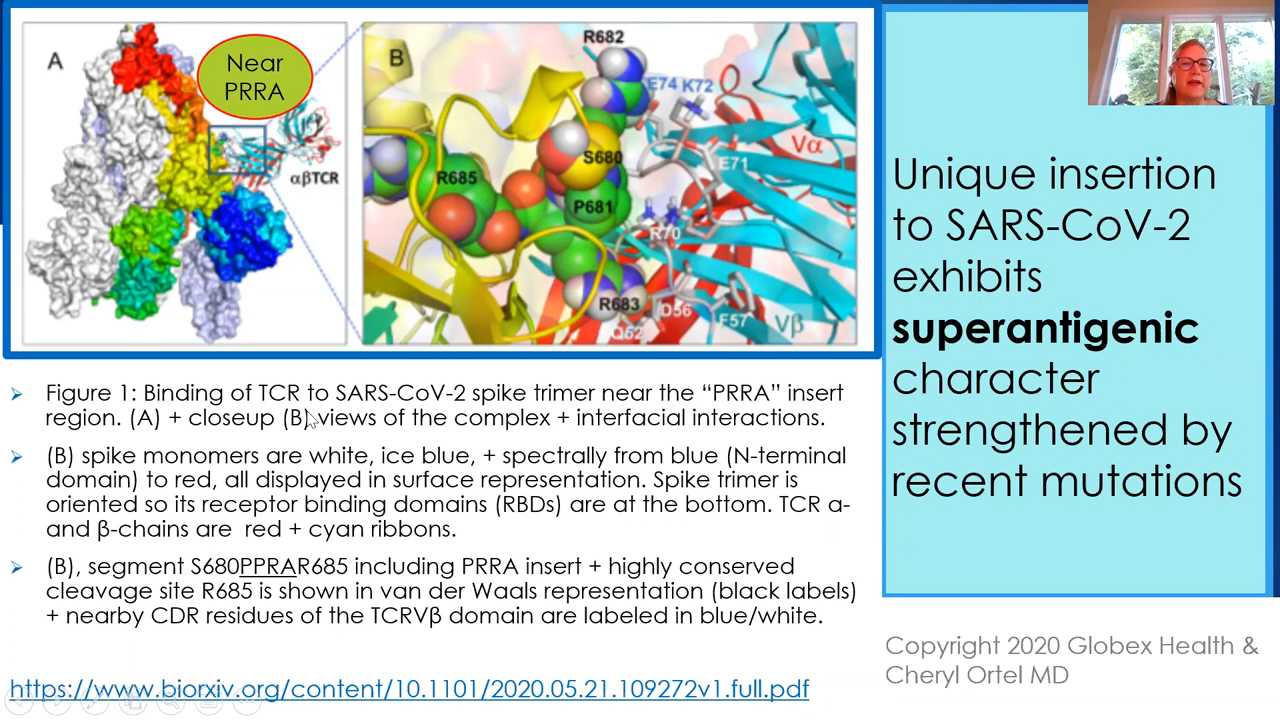 A
Near
PRRA
αβTCR
B
R682
E74 K72
Vα
S680
E71
R685
P681
R70
R683
D56
E57
Vβ
Q52
Unique insertion
to SARS-CoV-2
exhibits
superantigenic
character
strengthened by
recent mutations
Figure 1: Binding of TCR to SARS-CoV-2 spike trimer near the “PRRA” insert
region. (A) + closeup (B) views of the complex + interfacial interactions.
(B) spike monomers are white, ice blue, + spectrally from blue (N-terminal
domain) to red, all displayed in surface representation. Spike trimer is
oriented so its receptor binding domains (RBDs) are at the bottom. TCR a-
and β-chains are red + cyan ribbons.
(B), segment S680PPRAR685 including PRRA insert + highly conserved
cleavage site R685 is shown in van der Waals representation (black labels)
+ nearby CDR residues of the TCRVβ domain are labeled in blue/white.
https://www.biorxiv.org/content/10.1101/2020.05.21.109272v1.full.pdf
Copyright 2020 Globex Health &
Cheryl Ortel MD